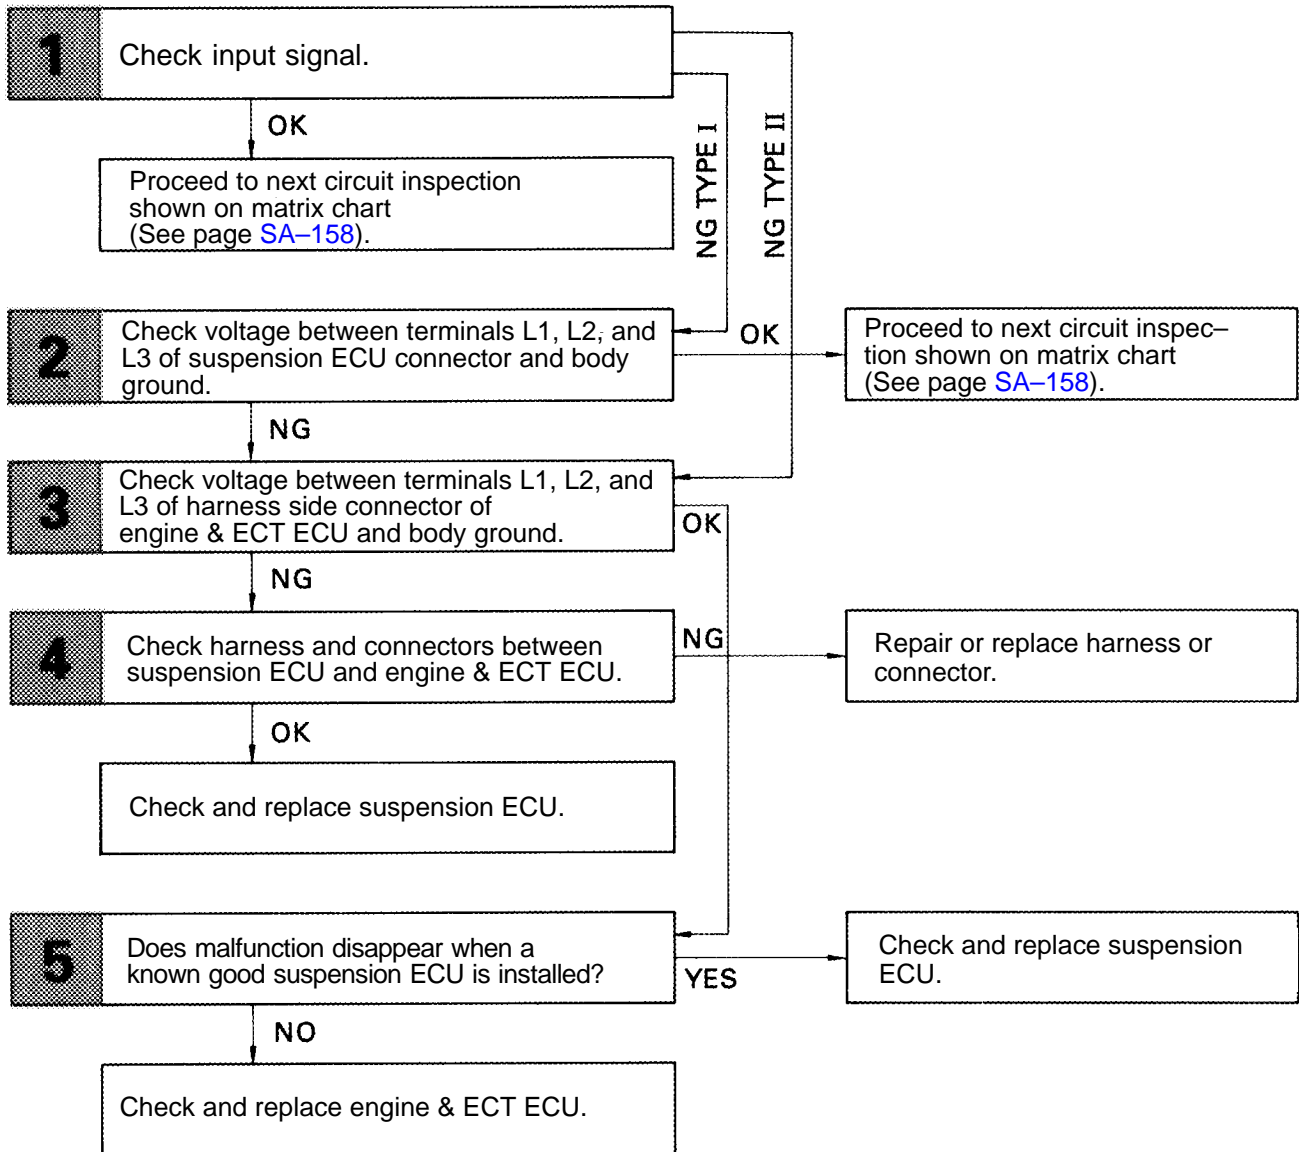 1
Check input signal.
OK
NG TYPE I
NG TYPE II
Proceed to next circuit inspection
shown on matrix chart
(See page SA–158).
2
Check voltage between terminals L1, L2, and
L3 of suspension ECU connector and body
ground.
OK
Proceed to next circuit inspec–
tion shown on matrix chart
(See page SA–158).
NG
3
Check voltage between terminals L1, L2, and
L3 of harness side connector of
engine & ECT ECU and body ground.
OK
NG
4
Check harness and connectors between
suspension ECU and engine & ECT ECU.
NG
Repair or replace harness or
connector.
OK
Check and replace suspension ECU.
5
Does malfunction disappear when a
known good suspension ECU is installed?
YES
Check and replace suspension
ECU.
NO
Check and replace engine & ECT ECU.